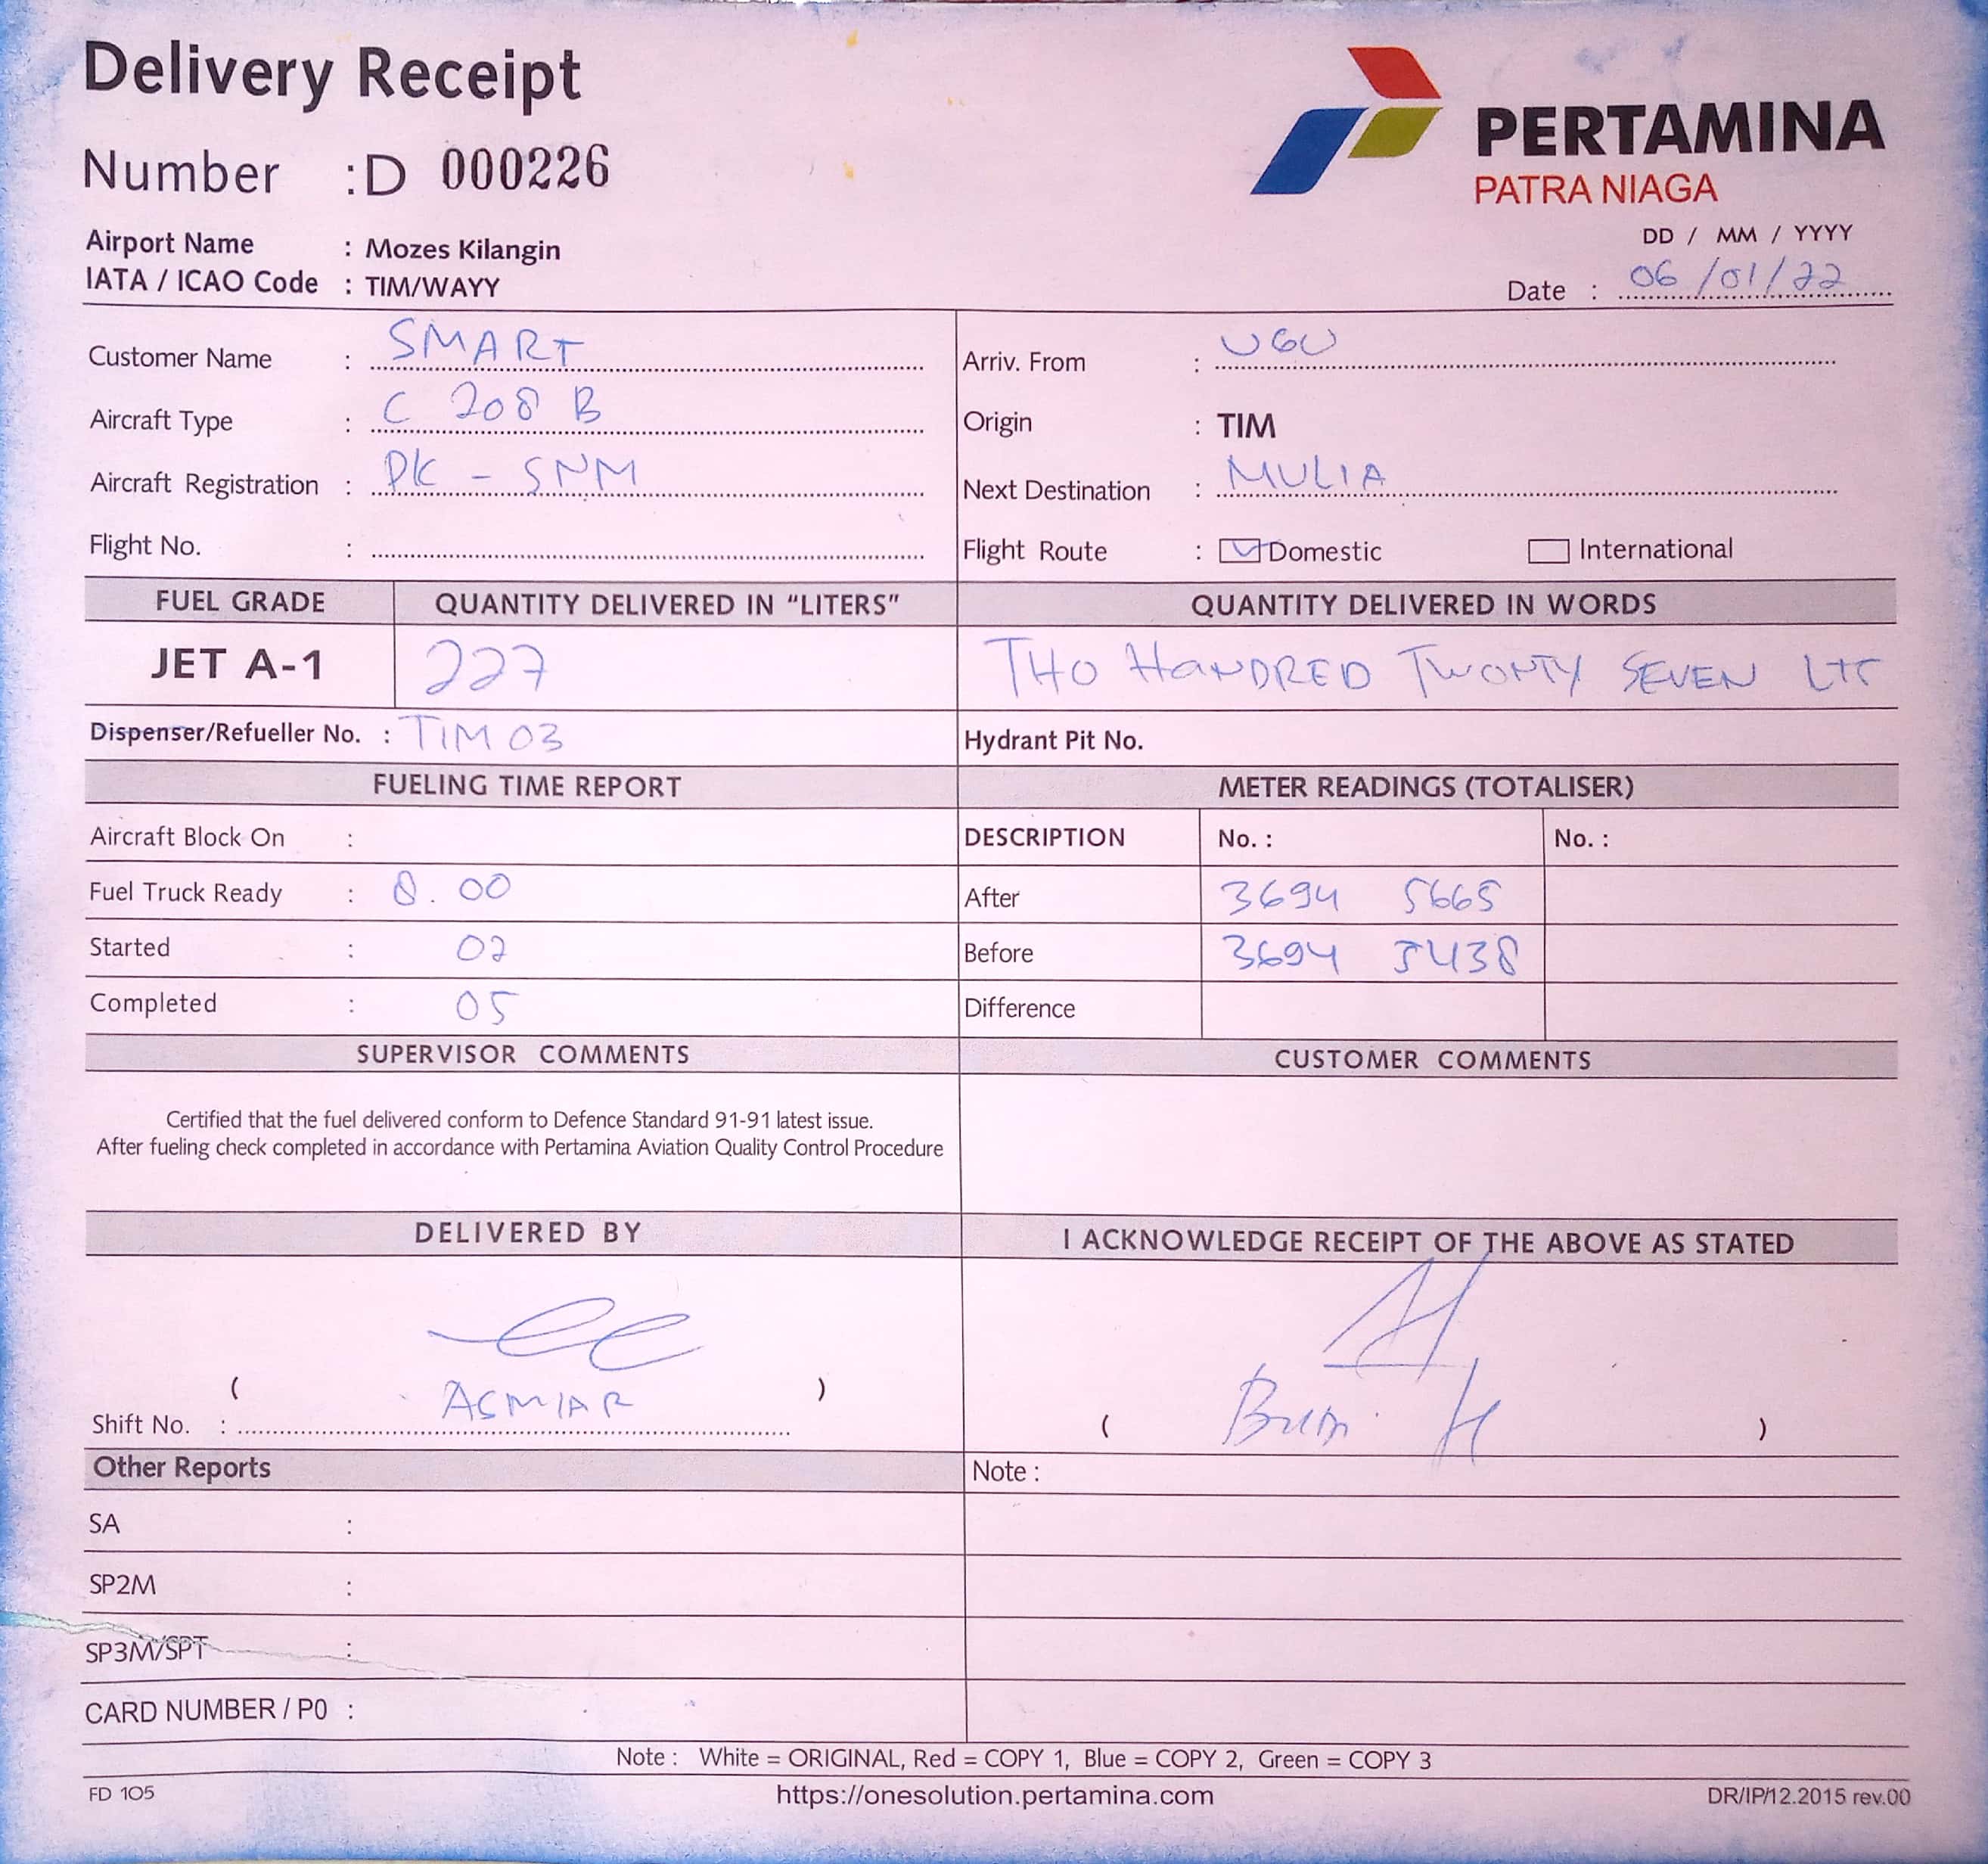 Delivery Receipt
Number : D 000226
PERTAMINA
PATRA NIAGA
Airport Name : Mozes Kilangin
IATA / ICAO Code : TIM/WAYY
DD / MM / YYYY
Date : 06/01/22
Customer Name : SMART
Arriv. From : UGU
Aircraft Type : C 208 B
Origin : TIM
Aircraft Registration : PK - SNM
Next Destination : MULIA
Flight No. :
Flight Route : Domestic International
FUEL GRADE QUANTITY DELIVERED IN “LITERS” QUANTITY DELIVERED IN WORDS
JET A-1 227 THO HANDRED TWONTY SEVEN LTS
Dispenser/Refueller No. : TIM 03 Hydrant Pit No.
FUELING TIME REPORT METER READINGS (TOTALISER)
Aircraft Block On : DESCRIPTION No. : No. :
Fuel Truck Ready : 8.00 After 3694 5665
Started : 02 Before 3694 5438
Completed : 05 Difference
SUPERVISOR COMMENTS CUSTOMER COMMENTS
Certified that the fuel delivered conform to Defence Standard 91-91 latest issue.
After fueling check completed in accordance with Pertamina Aviation Quality Control Procedure
DELIVERED BY I ACKNOWLEDGE RECEIPT OF THE ABOVE AS STATED
( ASMIAR )
Shift No. :
( )
Other Reports Note :
SA :
SP2M :
SP3M/SPT :
CARD NUMBER / P0 :
Note : White = ORIGINAL, Red = COPY 1, Blue = COPY 2, Green = COPY 3
FD 105 https://onesolution.pertamina.com DR/IP/12.2015 rev.00